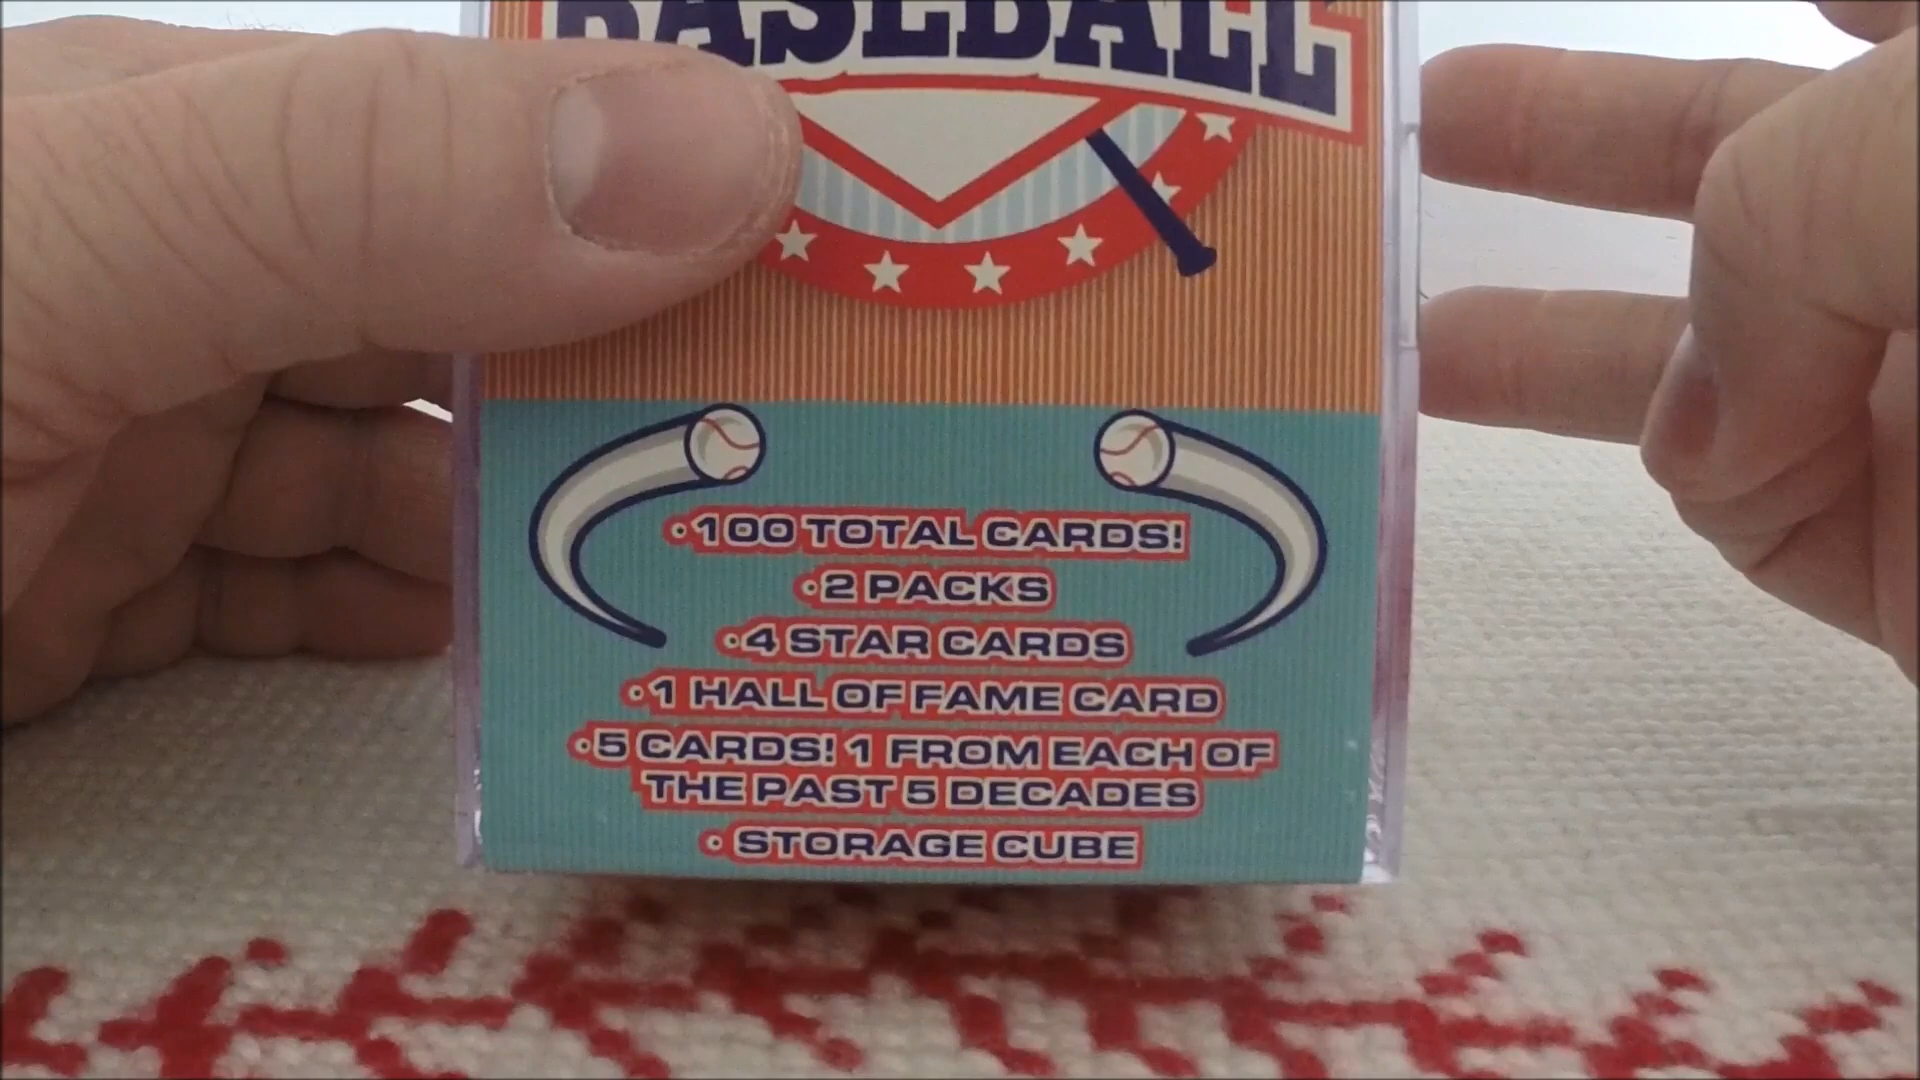 BASEBALL
•100 TOTAL CARDS!
•2 PACKS
•4 STAR CARDS
•1 HALL OF FAME CARD
•5 CARDS! 1 FROM EACH OF
THE PAST 5 DECADES
• STORAGE CUBE